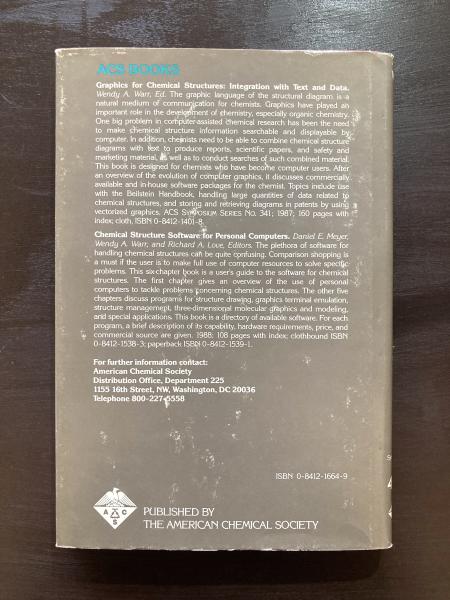 ACS BOOKS
Graphics for Chemical Structures: Integration with Text and Data.
Wendy A. Warr, Ed. The graphic language of the structural diagram is a
natural medium of communication for chemists. Graphics have played an
important role in the development of chemistry, especially organic chemistry.
One big problem in computer-assisted chemical research has been the need
to make chemical structure information searchable and displayable by
computer. In addition, chemists need to be able to combine chemical structure
diagrams with text to produce reports, scientific papers, and safety and
marketing material, as well as to conduct searches of such combined material.
This book is designed for chemists who have become computer users. After
an overview of the evolution of computer graphics, it discusses commercially
available and in-house software packages for the chemist. Topics include use
with the Beilstein Handbook, handling large quantities of data related to
chemical structures, and storing and retrieving diagrams in patents by using
vectorized graphics. ACS SYMPOSIUM SERIES No. 341; 1987; 160 pages with
index; cloth, ISBN 0-8412-1401-8.
Chemical Structure Software for Personal Computers. Daniel E. Meyer,
Wendy A. Warr, and Richard A. Love, Editors. The plethora of software for
handling chemical structures can be quite confusing. Comparison shopping is
a must if the user is to make full use of computer resources to solve specific
problems. This six-chapter book is a user's guide to the software for chemical
structures. The first chapter gives an overview of the use of personal
computers to tackle problems concerning chemical structures. The other five
chapters discuss programs for structure drawing, graphics terminal emulation,
structure management, three-dimensional molecular graphics and modeling,
and special applications. This book is a directory of available software. For each
program, a brief description of its capability, hardware requirements, price, and
commercial source are given. 1988; 108 pages with index; clothbound ISBN
0-8412-1538-3; paperback ISBN 0-8412-1539-1.
For further information contact:
American Chemical Society
Distribution Office, Department 225
1155 16th Street, NW, Washington, DC 20036
Telephone 800-227-5558
ISBN 0-8412-1664-9
A C S
PUBLISHED BY
THE AMERICAN CHEMICAL SOCIETY